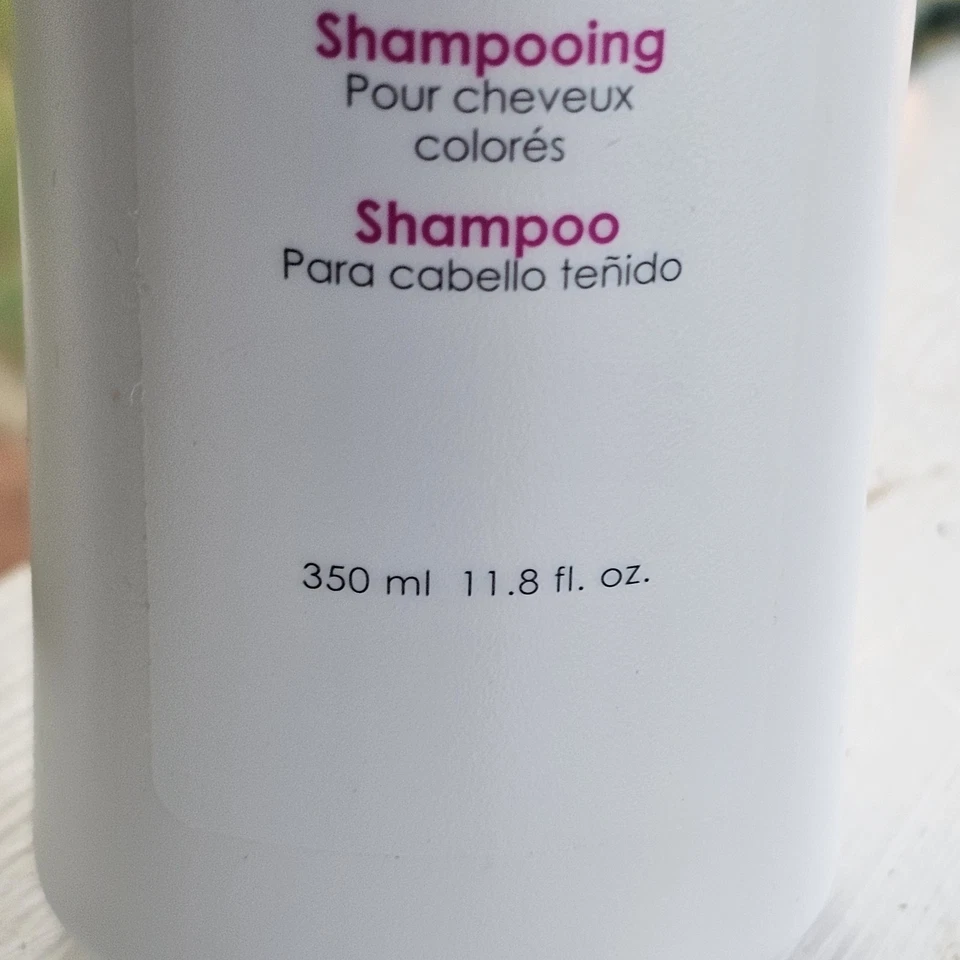 Shampooing
Pour cheveux
colorés
Shampoo
Para cabello teñido
350 ml 11.8 fl. oz.